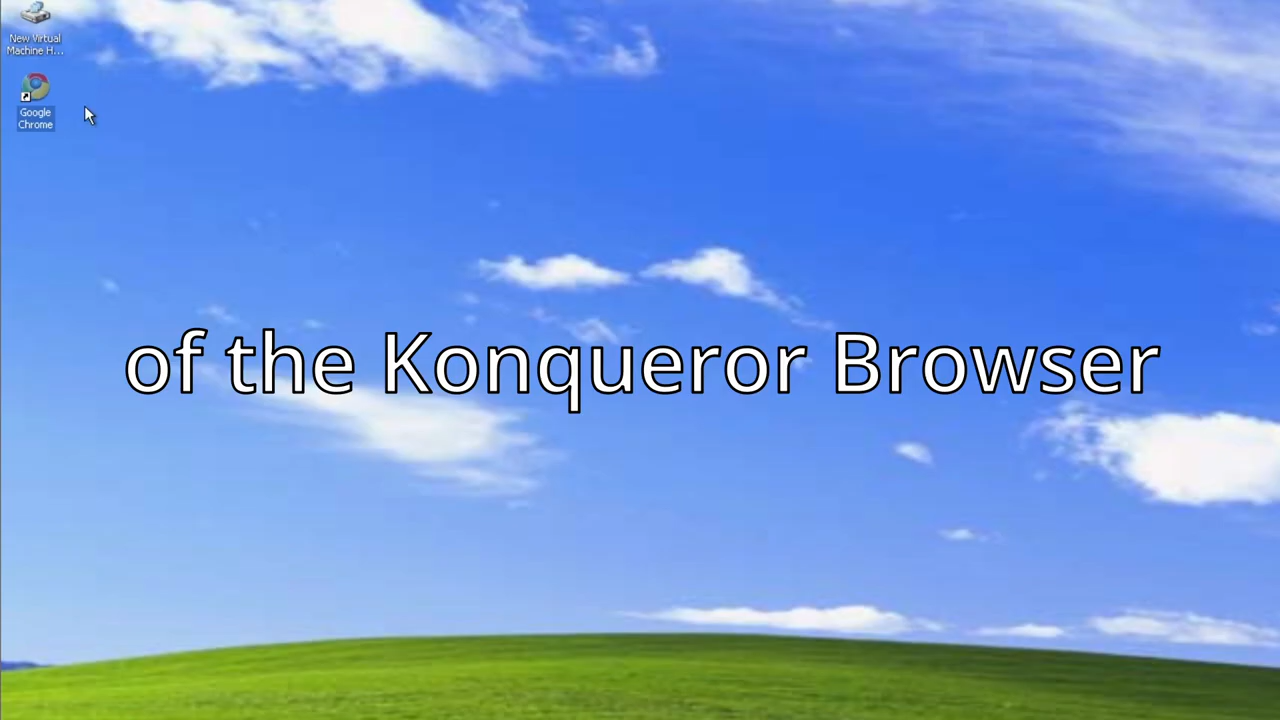 New Virtual
Machine H...
Google
Chrome
of the Konqueror Browser